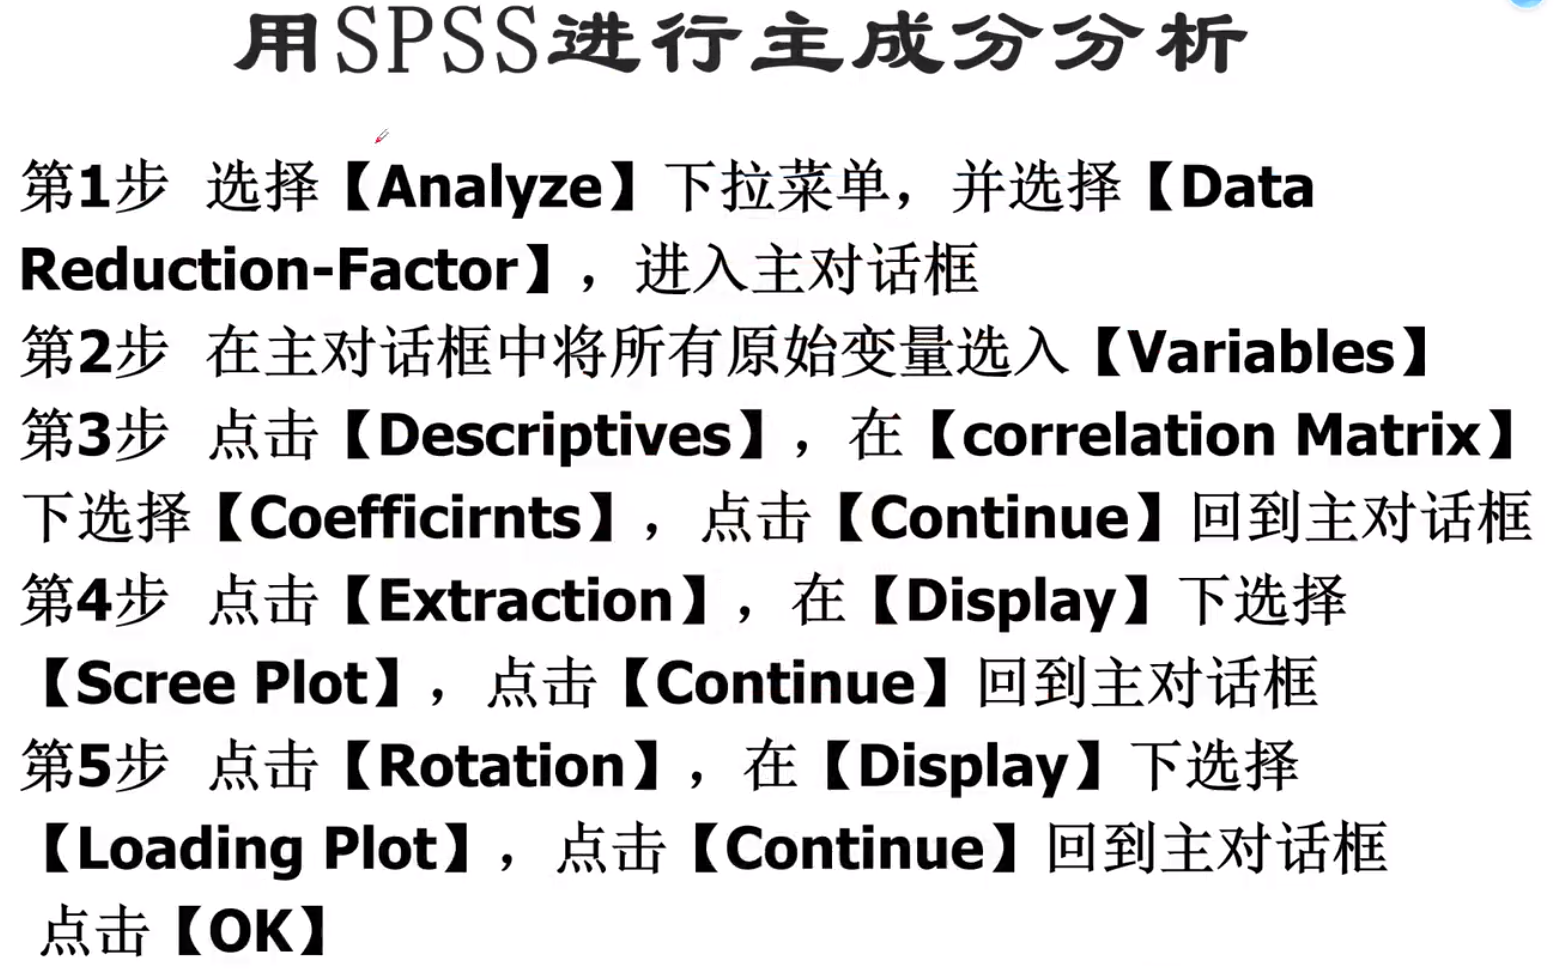 用SPSS进行主成分分析
第1步 选择【Analyze】下拉菜单，并选择【Data
Reduction-Factor】，进入主对话框
第2步 在主对话框中将所有原始变量选入【Variables】
第3步 点击【Descriptives】，在【correlation Matrix】
下选择【Coefficirnts】，点击【Continue】回到主对话框
第4步 点击【Extraction】，在【Display】下选择
【Scree Plot】，点击【Continue】回到主对话框
第5步 点击【Rotation】，在【Display】下选择
【Loading Plot】，点击【Continue】回到主对话框
点击【OK】